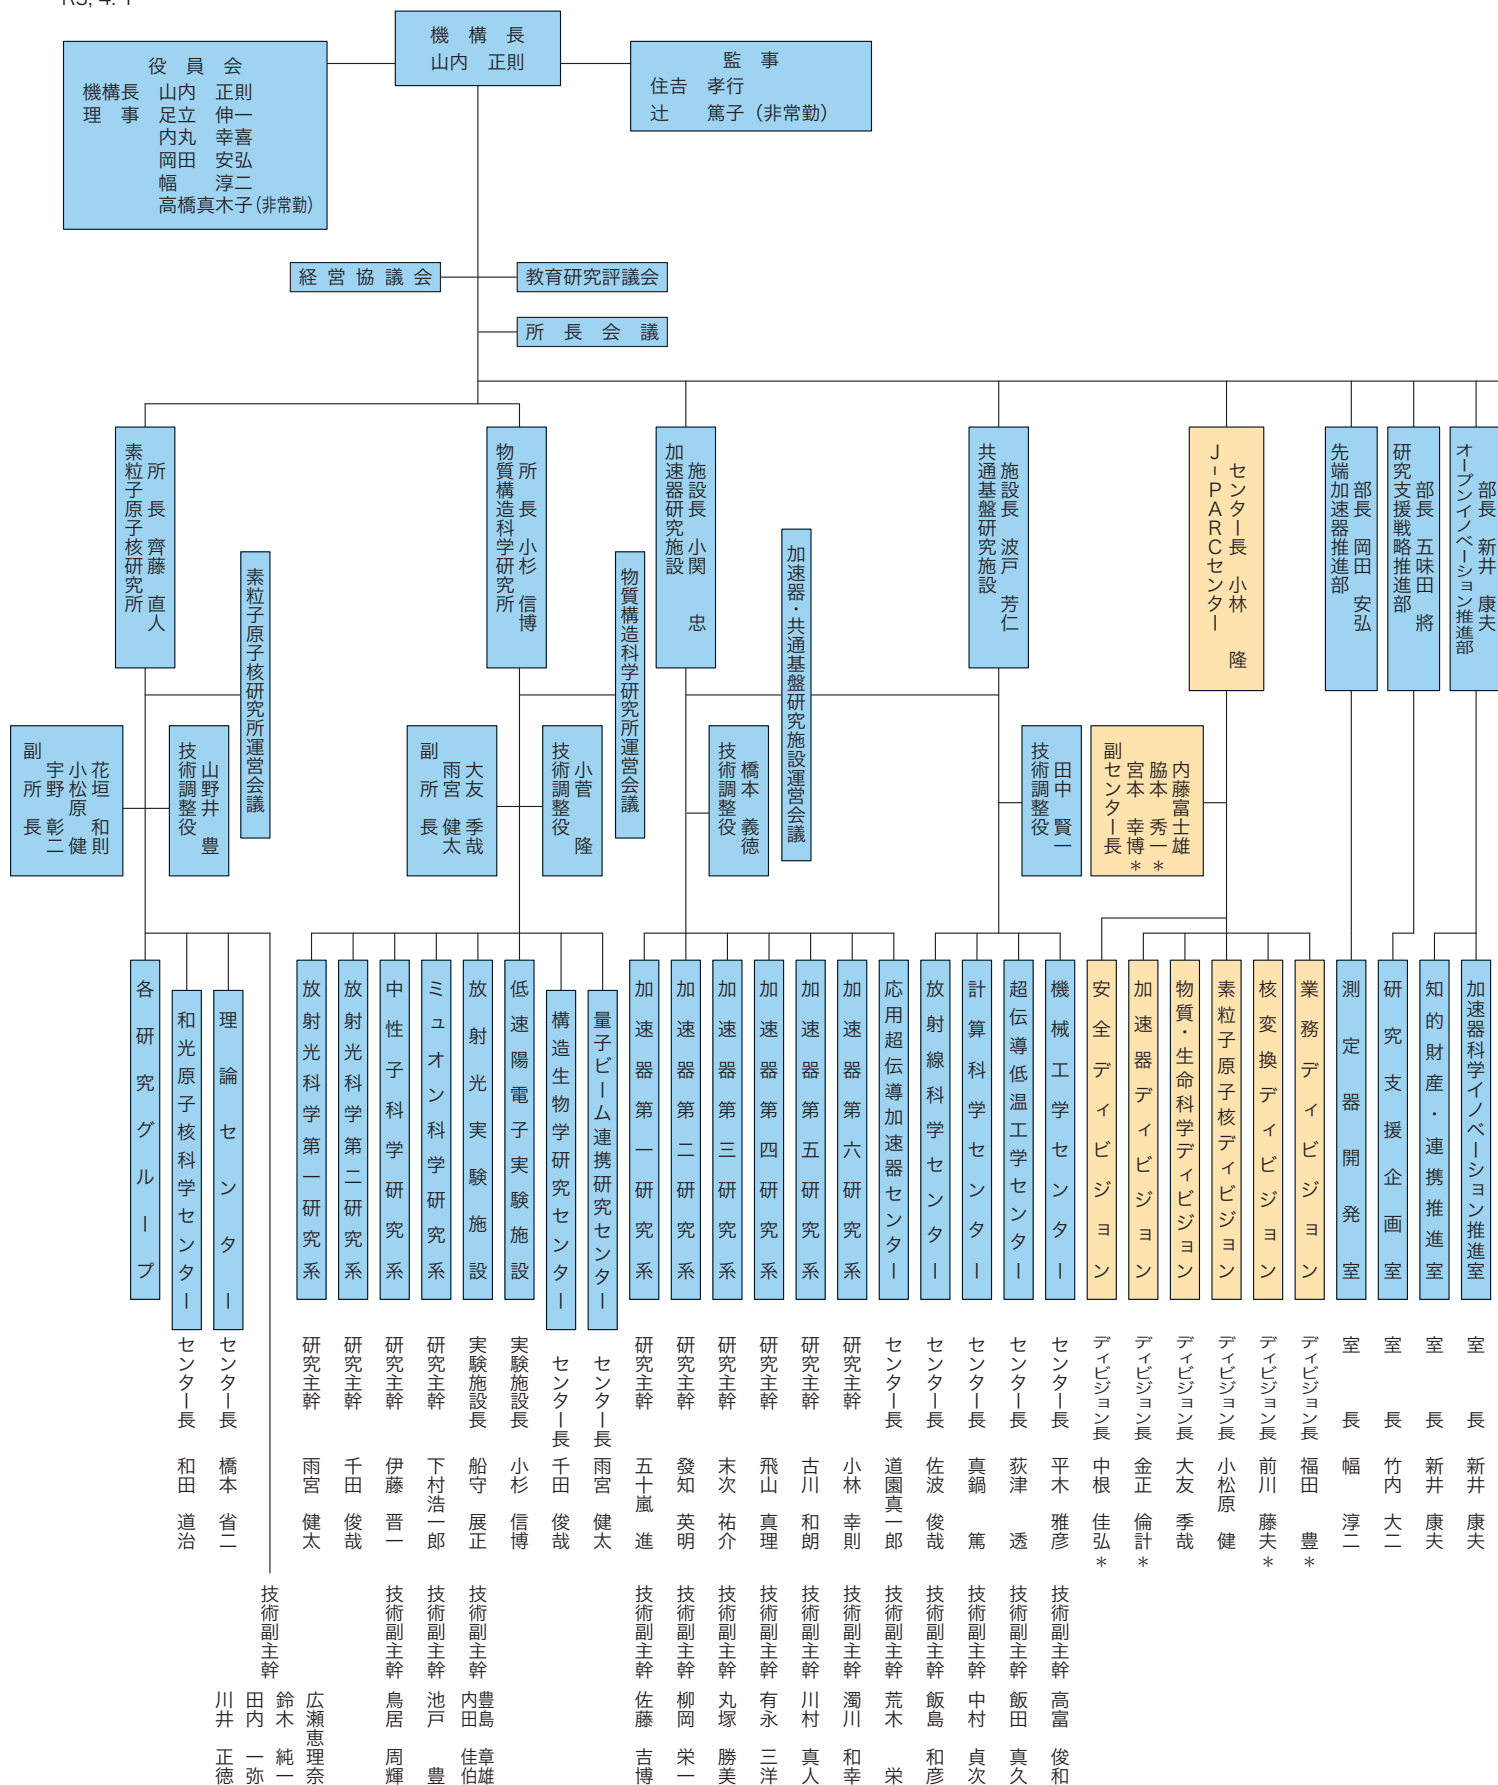 機構長
山内 正則
役員会
機構長 山内 正則
理事 足立 伸一
内丸 幸喜
岡田 安弘
幅 淳二
高橋真木子(非常勤)
監事
住吉 孝行
辻 篤子(非常勤)
経営協議会
教育研究評議会
所長会議
素粒子原子核研究所
所長 齊藤 直人
物質構造科学研究所
所長 小杉 信博
加速器研究施設
施設長 小関 忠
共通基盤研究施設
施設長 波戸 芳仁
J-PARCセンター
センター長 小林 隆
先端加速器推進部
部長 岡田 安弘
研究支援戦略推進部
部長 五味田 將
オープンイノベーション推進部
部長 新井 康夫
素粒子原子核研究所運営会議
物質構造科学研究所運営会議
加速器・共通基盤研究施設運営会議
副所長
宇野 彰二
小松原 健
花垣 和則
技術調整役
山野井 豊
副所長
雨宮 健太
大友 季哉
技術調整役
小菅 隆
技術調整役
橋本 義徳
技術調整役
田中 賢一
副センター長
宮本 幸博*
脇本 秀一*
内藤富士雄
各研究グループ
和光原子核科学センター
センター長 和田 道治
理論センター
センター長 橋本 省二
技術副主幹
川井 正徳
田内 一弥
鈴木 純一
広瀬恵理奈
放射光科学第一研究系
研究主幹 雨宮 健太
放射光科学第二研究系
研究主幹 千田 俊哉
中性子科学研究系
研究主幹 伊藤 晋一
技術副主幹 鳥居 周輝
ミュオン科学研究系
研究主幹 下村浩一郎
技術副主幹 池戸 豊
放射光実験施設
実験施設長 船守 展正
技術副主幹
内田 佳伯
豊島 章雄
低速陽電子実験施設
実験施設長 小杉 信博
構造生物学研究センター
センター長 千田 俊哉
量子ビーム連携研究センター
センター長 雨宮 健太
加速器第一研究系
研究主幹 五十嵐 進
技術副主幹 佐藤 吉博
加速器第二研究系
研究主幹 發知 英明
技術副主幹 柳岡 栄一
加速器第三研究系
研究主幹 末次 祐介
技術副主幹 丸塚 勝美
加速器第四研究系
研究主幹 飛山 真理
技術副主幹 有永 三洋
加速器第五研究系
研究主幹 古川 和朗
技術副主幹 川村 真人
加速器第六研究系
研究主幹 小林 幸則
技術副主幹 濁川 和幸
応用超伝導加速器センター
センター長 道園真一郎
技術副主幹 荒木 栄
放射線科学センター
センター長 佐波 俊哉
技術副主幹 飯島 和彦
計算科学センター
センター長 真鍋 篤
技術副主幹 中村 貞次
超伝導低温工学センター
センター長 荻津 透
技術副主幹 飯田 真久
機械工学センター
センター長 平木 雅彦
技術副主幹 高富 俊和
安全ディビジョン
ディビジョン長 中根 佳弘*
加速器ディビジョン
ディビジョン長 金正 倫計*
物質・生命科学ディビジョン
ディビジョン長 大友 季哉
素粒子原子核ディビジョン
ディビジョン長 小松原 健
核変換ディビジョン
ディビジョン長 前川 藤夫*
業務ディビジョン
ディビジョン長 福田 豊*
測定器開発室
室長 幅 淳二
研究支援企画室
室長 竹内 大二
知的財産・連携推進室
室長 新井 康夫
加速器科学イノベーション推進室
室長 新井 康夫